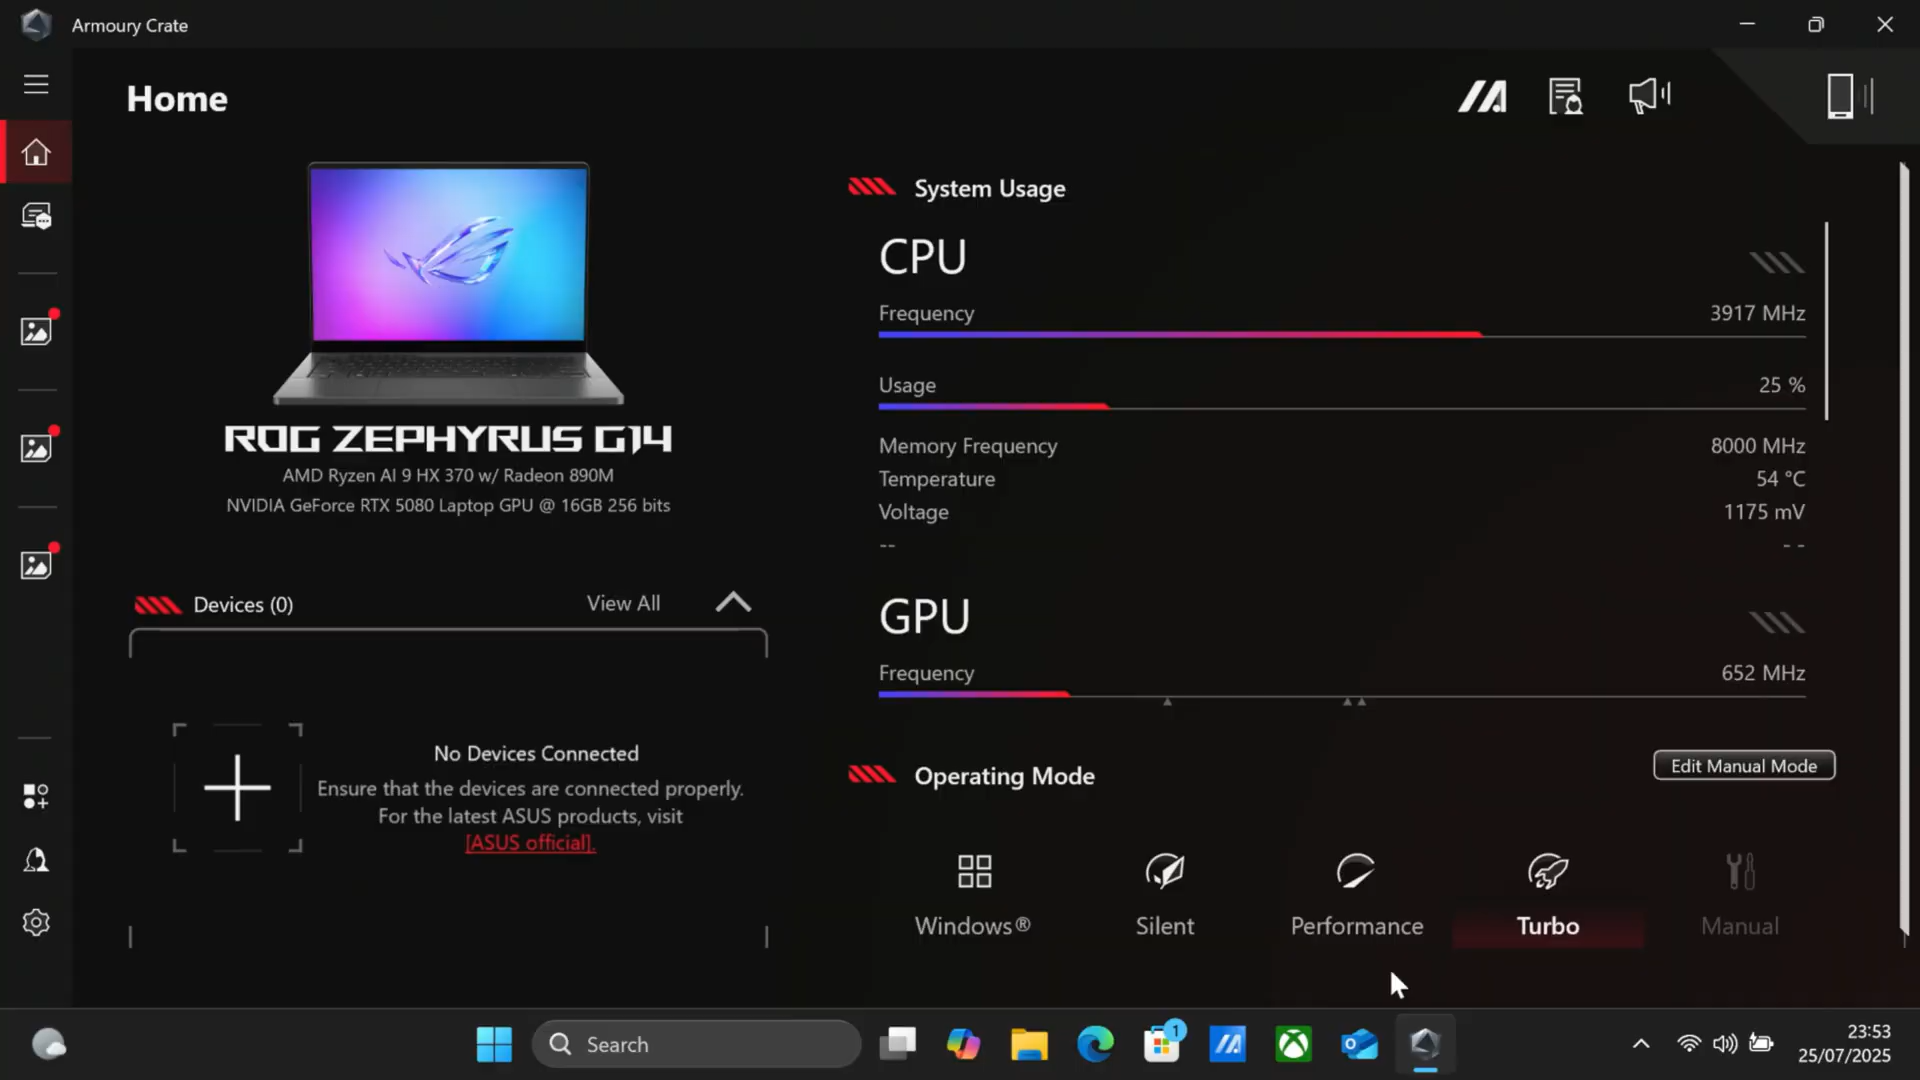 Armoury Crate
Home
ROG ZEPHYRUS G14
AMD Ryzen AI 9 HX 370 w/ Radeon 890M
NVIDIA GeForce RTX 5080 Laptop GPU @ 16GB 256 bits
Devices (0)
View All
No Devices Connected
Ensure that the devices are connected properly.
For the latest ASUS products, visit
[ASUS official].
System Usage
CPU
Frequency 3917 MHz
Usage 25 %
Memory Frequency 8000 MHz
Temperature 54 °C
Voltage 1175 mV
-- - -
GPU
Frequency 652 MHz
Operating Mode
Edit Manual Mode
Windows® Silent Performance Turbo Manual
Search
1
23:53
25/07/2025